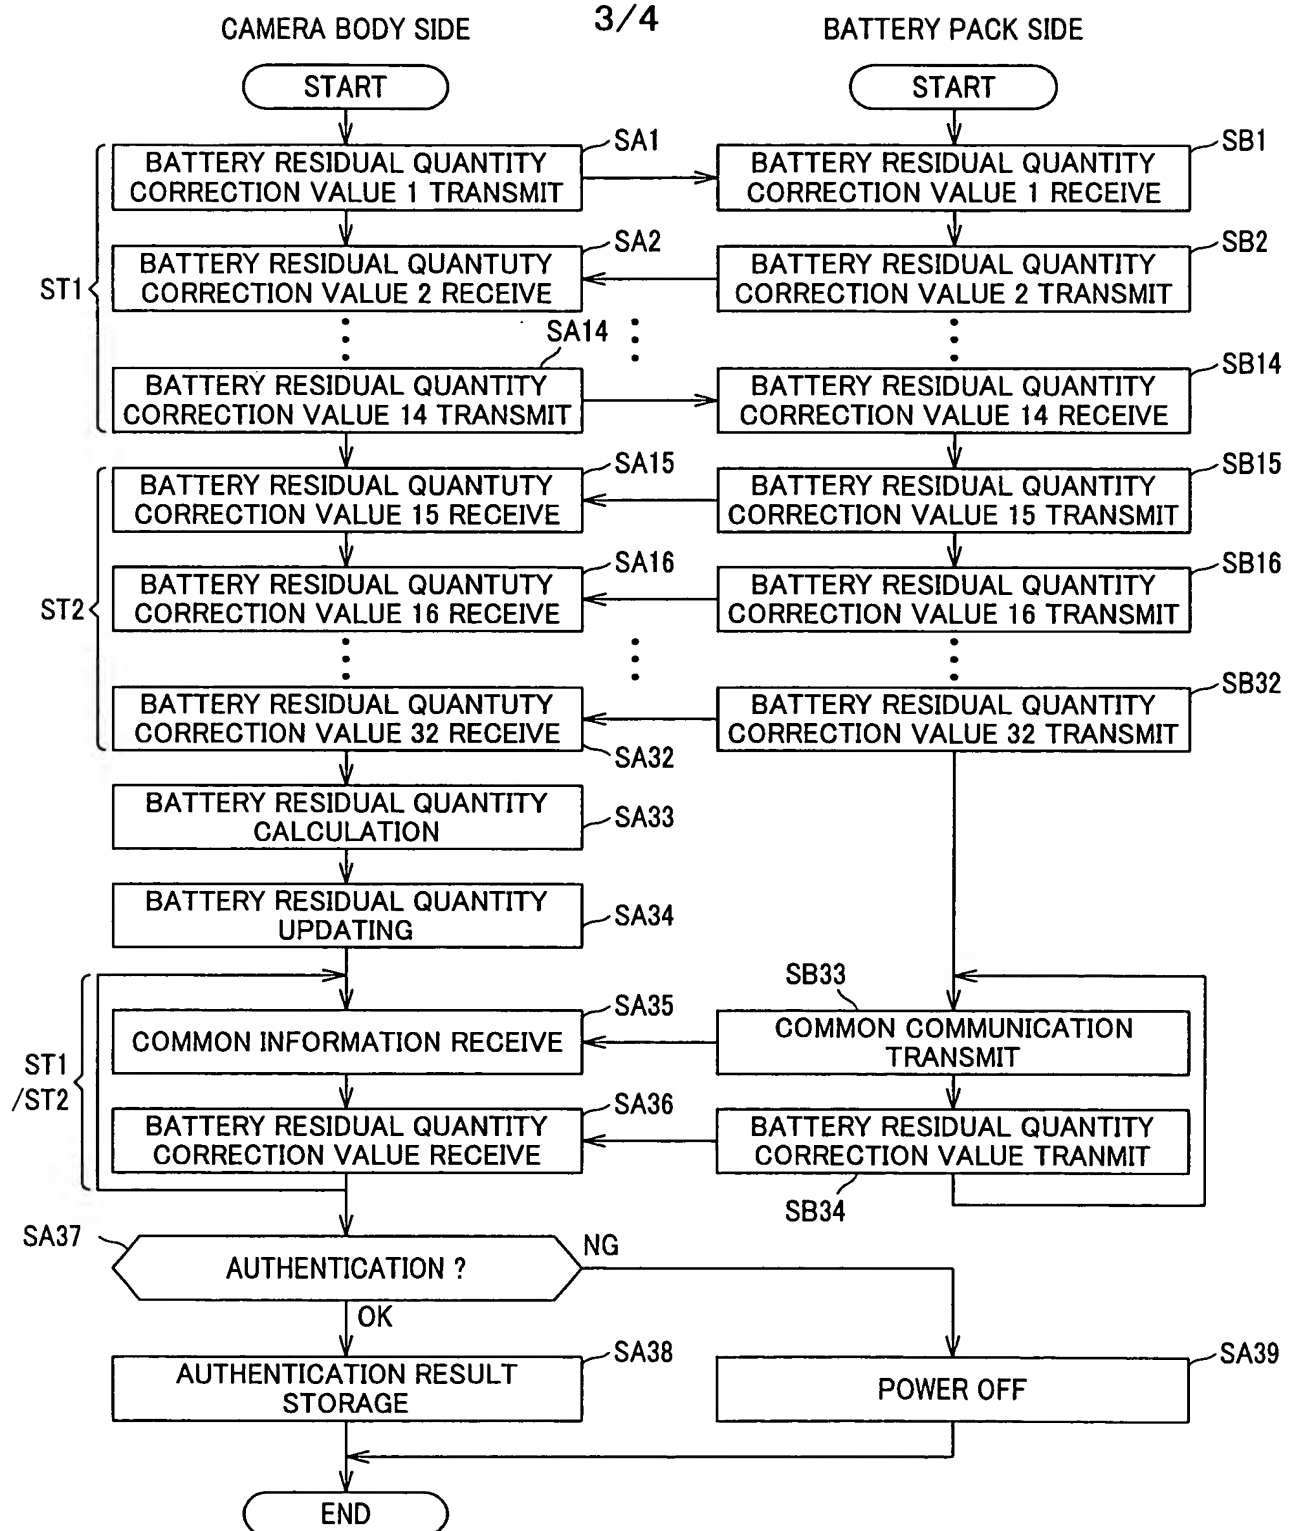 3/4
CAMERA BODY SIDE
BATTERY PACK SIDE
START
START
BATTERY RESIDUAL QUANTITY
CORRECTION VALUE 1 TRANSMIT
SA1
BATTERY RESIDUAL QUANTITY
CORRECTION VALUE 1 RECEIVE
SB1
ST1
BATTERY RESIDUAL QUANTUTY
CORRECTION VALUE 2 RECEIVE
SA2
BATTERY RESIDUAL QUANTITY
CORRECTION VALUE 2 TRANSMIT
SB2
BATTERY RESIDUAL QUANTITY
CORRECTION VALUE 14 TRANSMIT
SA14
BATTERY RESIDUAL QUANTITY
CORRECTION VALUE 14 RECEIVE
SB14
BATTERY RESIDUAL QUANTUTY
CORRECTION VALUE 15 RECEIVE
SA15
BATTERY RESIDUAL QUANTITY
CORRECTION VALUE 15 TRANSMIT
SB15
ST2
BATTERY RESIDUAL QUANTUTY
CORRECTION VALUE 16 RECEIVE
SA16
BATTERY RESIDUAL QUANTITY
CORRECTION VALUE 16 TRANSMIT
SB16
BATTERY RESIDUAL QUANTUTY
CORRECTION VALUE 32 RECEIVE
SA32
BATTERY RESIDUAL QUANTITY
CORRECTION VALUE 32 TRANSMIT
SB32
BATTERY RESIDUAL QUANTITY
CALCULATION
SA33
BATTERY RESIDUAL QUANTITY
UPDATING
SA34
ST1
/ST2
COMMON INFORMATION RECEIVE
SA35
SB33
COMMON COMMUNICATION
TRANSMIT
BATTERY RESIDUAL QUANTITY
CORRECTION VALUE RECEIVE
SA36
BATTERY RESIDUAL QUANTITY
CORRECTION VALUE TRANMIT
SB34
SA37
AUTHENTICATION ?
NG
OK
AUTHENTICATION RESULT
STORAGE
SA38
POWER OFF
SA39
END